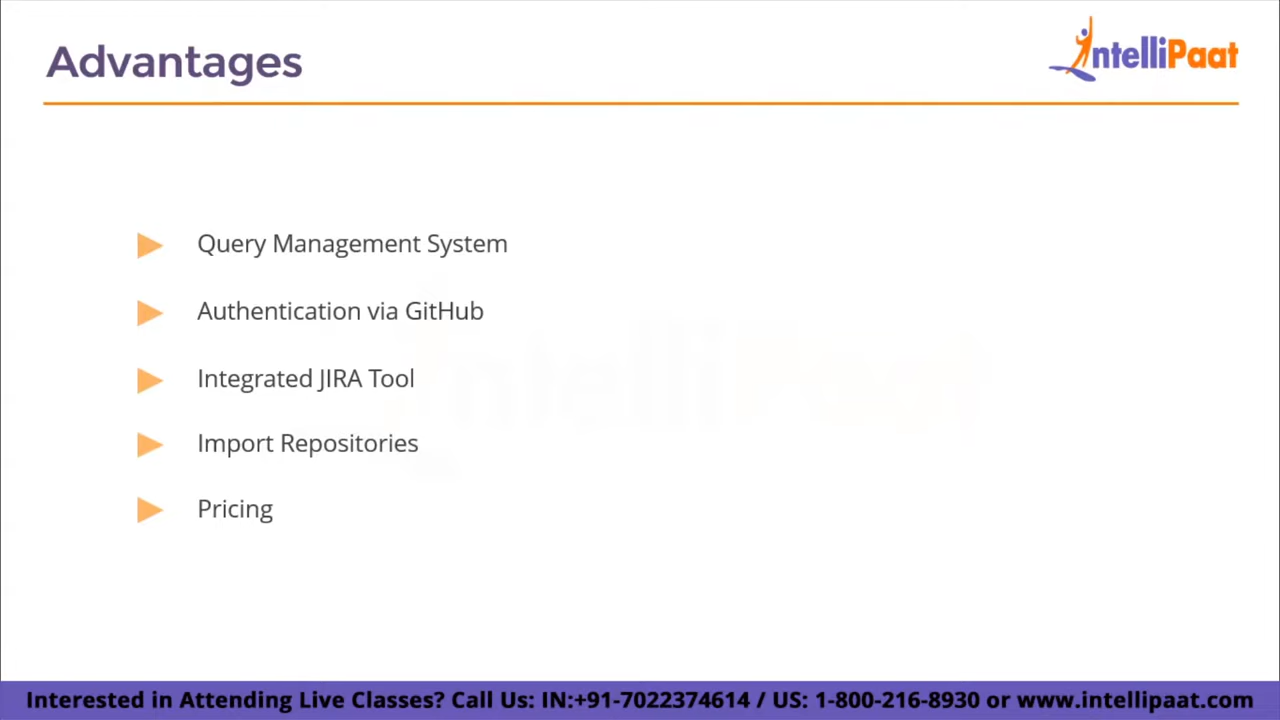 Advantages
IntelliPaat
Query Management System
Authentication via GitHub
Integrated JIRA Tool
Import Repositories
Pricing
Interested in Attending Live Classes? Call Us: IN:+91-7022374614 / US: 1-800-216-8930 or www.intellipaat.com